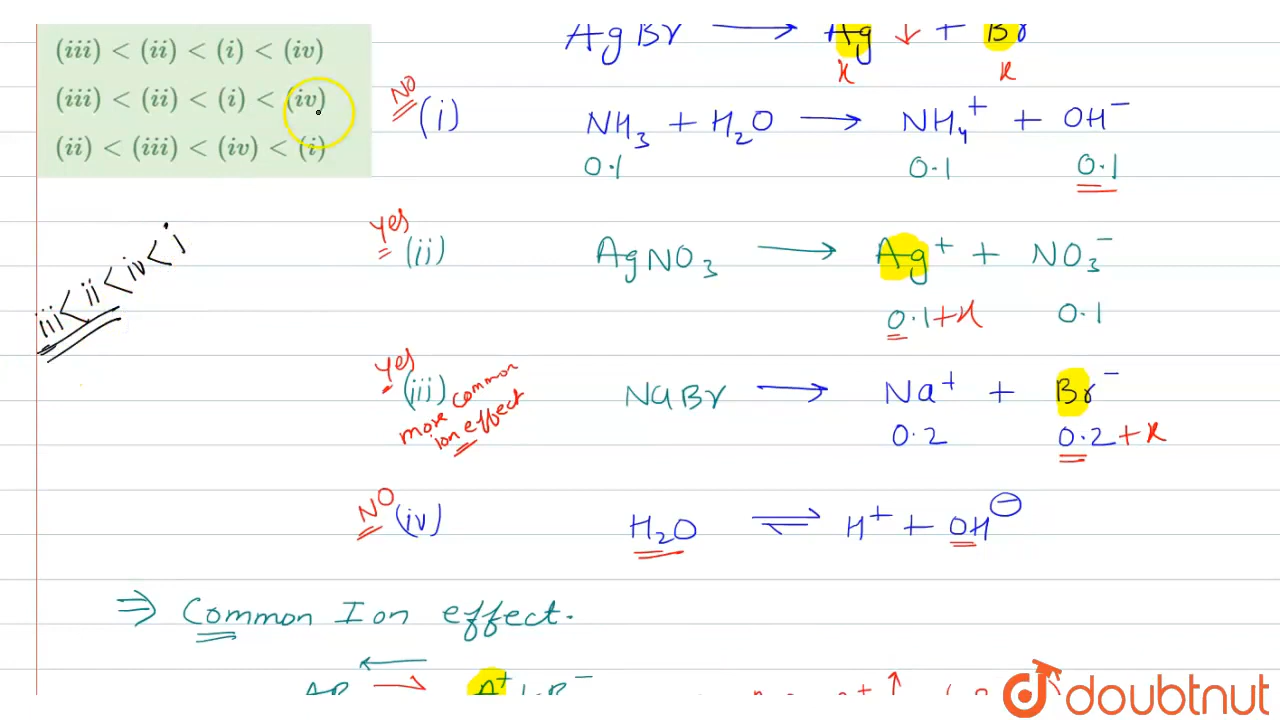 (iii) < (ii) < (i) < (iv)
(iii) < (ii) < (i) < (iv)
(ii) < (iii) < (iv) < (i)
AgBr ⟶ Ag ↓ + Br
x x
NO (i) NH₃ + H₂O ⟶ NH₄⁺ + OH⁻
0.1 0.1 0.1
yes (ii) AgNO₃ ⟶ Ag⁺ + NO₃⁻
0.1+x 0.1
iii < ii < iv < i
yes (iii) NaBr ⟶ Na⁺ + Br⁻
more common
ion effect
0.2 0.2+x
NO (iv) H₂O ⇌ H⁺ + OH⊖
⇒ Common Ion effect.
A⁺
doubtnut